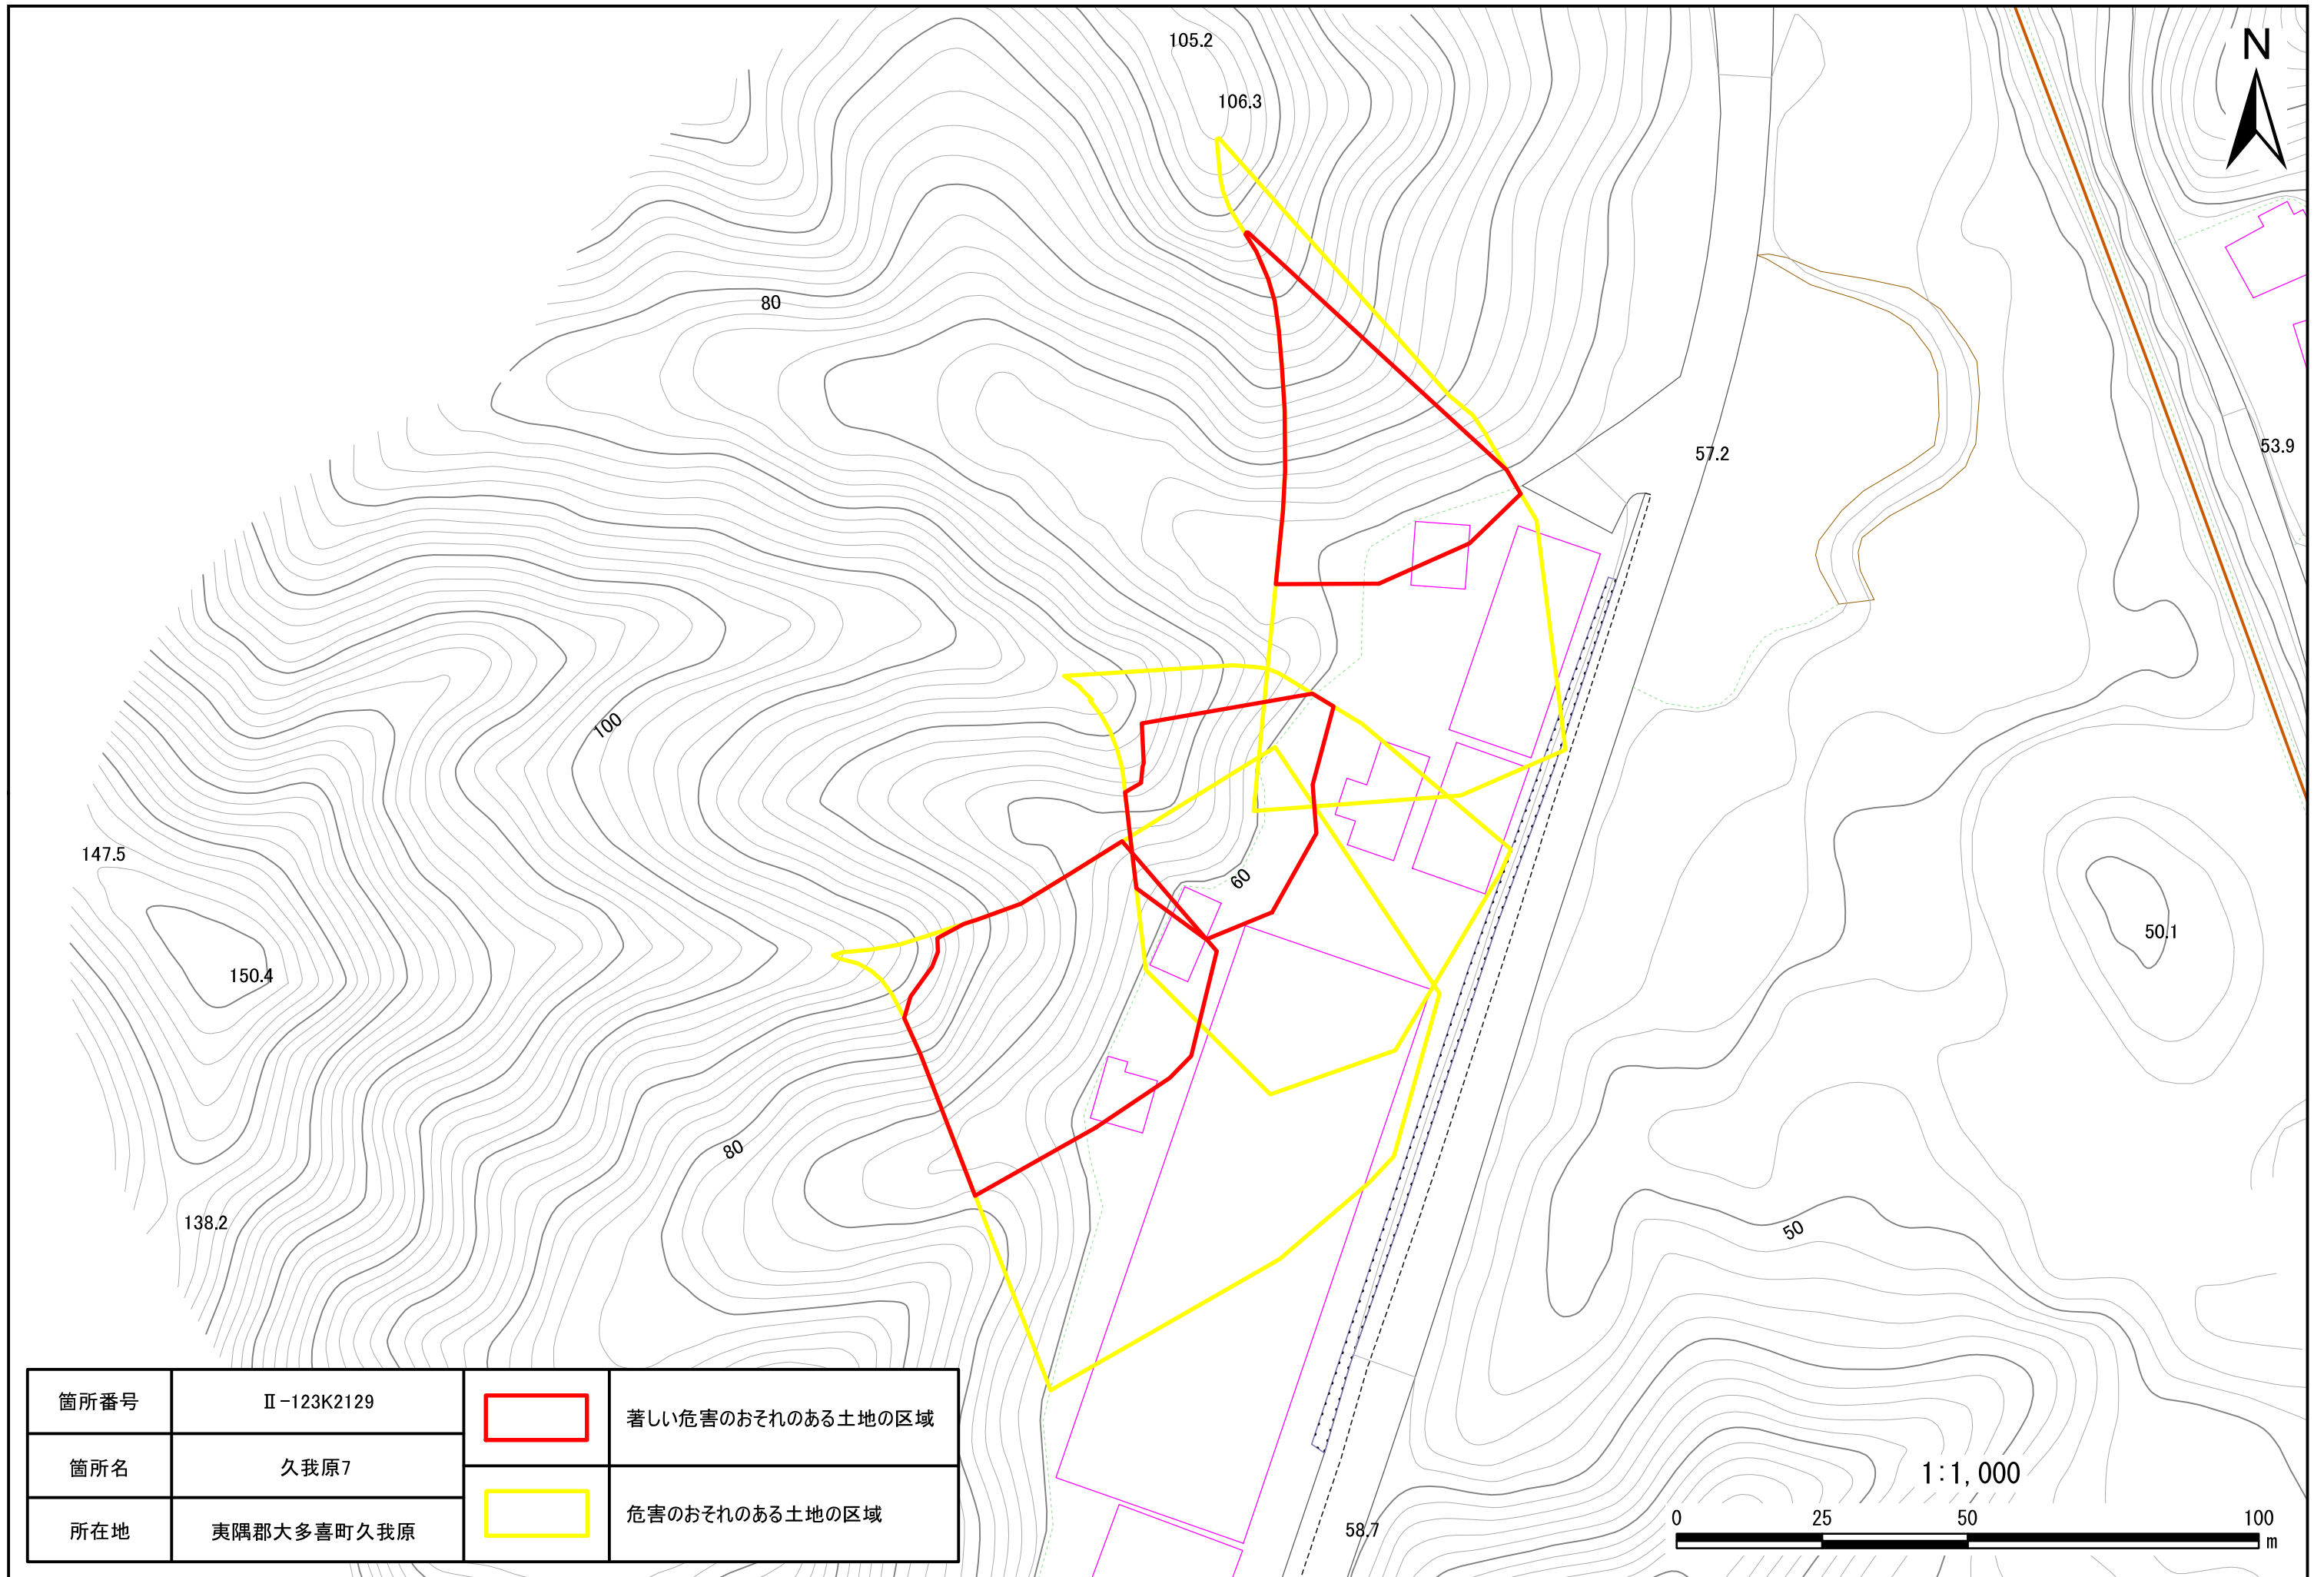 105.2
N
106.3
80
57.2
53.9
100
147.5
60
50.1
150.4
80
138.2
50
箇所番号
Ⅱ-123K2129
著しい危害のおそれのある土地の区域
箇所名
久我原7
危害のおそれのある土地の区域
所在地
夷隅郡大多喜町久我原
58.7
1:1,000
0 25 50 100
m